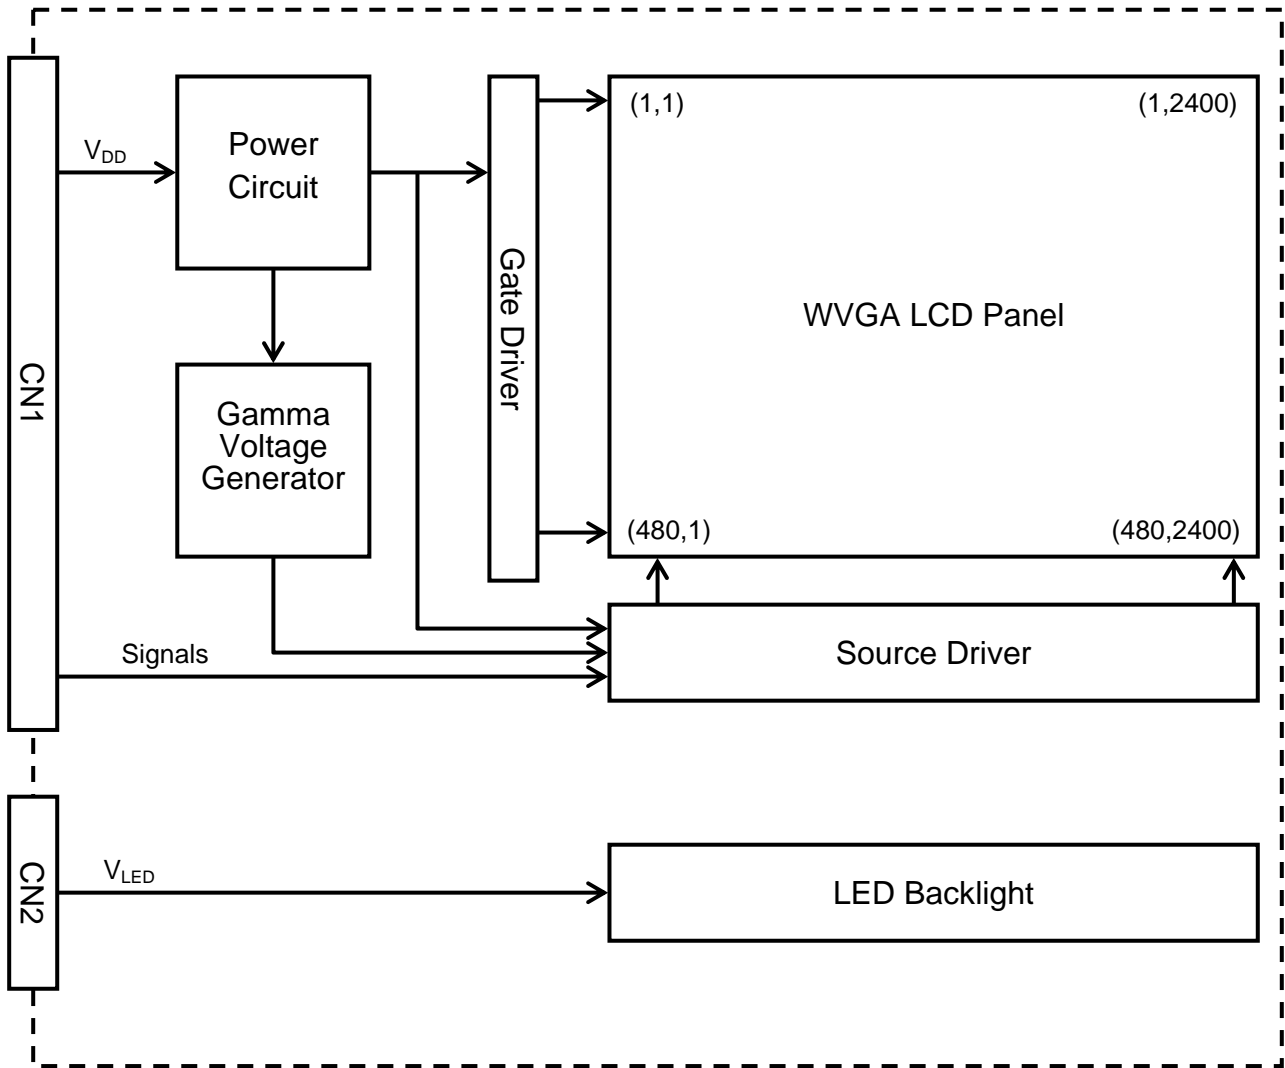 (1,1)
(1,2400)
Power
Circuit
VDD
WVGA LCD Panel
Gate Driver
CN1
Gamma
Voltage
Generator
(480,1)
(480,2400)
Signals
Source Driver
VLED
LED Backlight
CN2